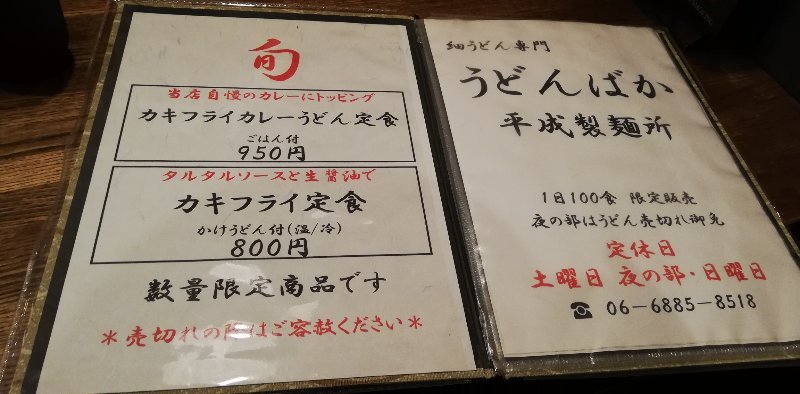 旬
当店自慢のカレーにトッピング
カキフライカレーうどん定食
ごはん付
950円
タルタルソースと生醤油で
カキフライ定食
かけうどん付(温/冷)
800円
数量限定商品です
*売切れの際はご容赦ください*
細うどん専門
うどんばか
平成製麺所
1日100食 限定販売
夜の部はうどん売切れ御免
定休日
土曜日 夜の部・日曜日
☎ 06-6885-8518